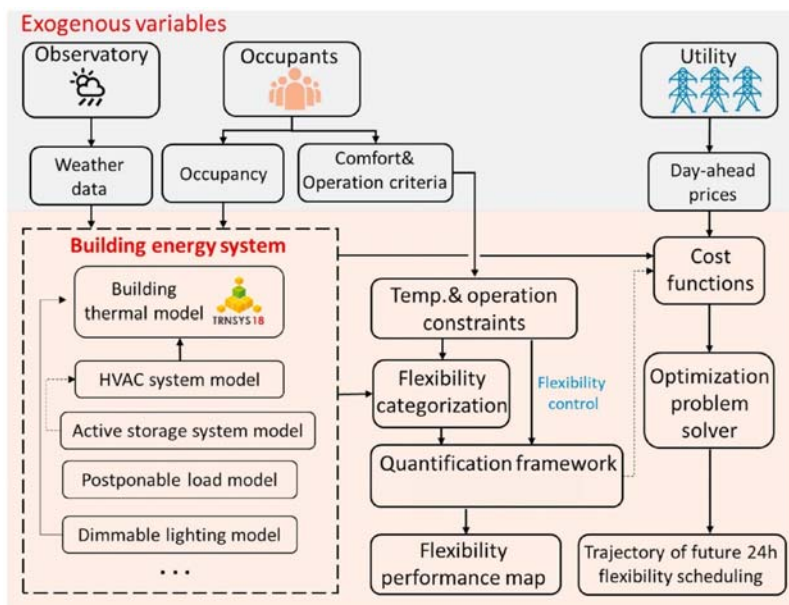 Exogenous variables
Observatory
Occupants
Utility
Weather
data
Occupancy
Comfort&
Operation criteria
Day-ahead
prices
Building energy system
Building
thermal model
TRNSYS 18
HVAC system model
Active storage system model
Postponable load model
Dimmable lighting model
...
Temp.& operation
constraints
Flexibility
categorization
Flexibility
control
Quantification framework
Flexibility
performance map
Cost
functions
Optimization
problem
solver
Trajectory of future 24h
flexibility scheduling